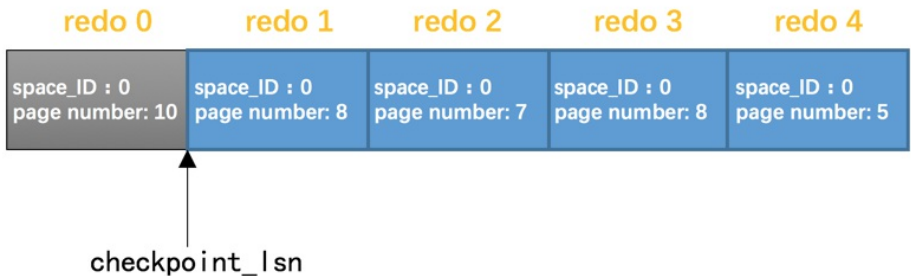 redo 0 redo 1 redo 2 redo 3 redo 4
space_ID：0 space_ID：0 space_ID：0 space_ID：0 space_ID：0
page number: 10 page number: 8 page number: 7 page number: 8 page number: 5
checkpoint_lsn